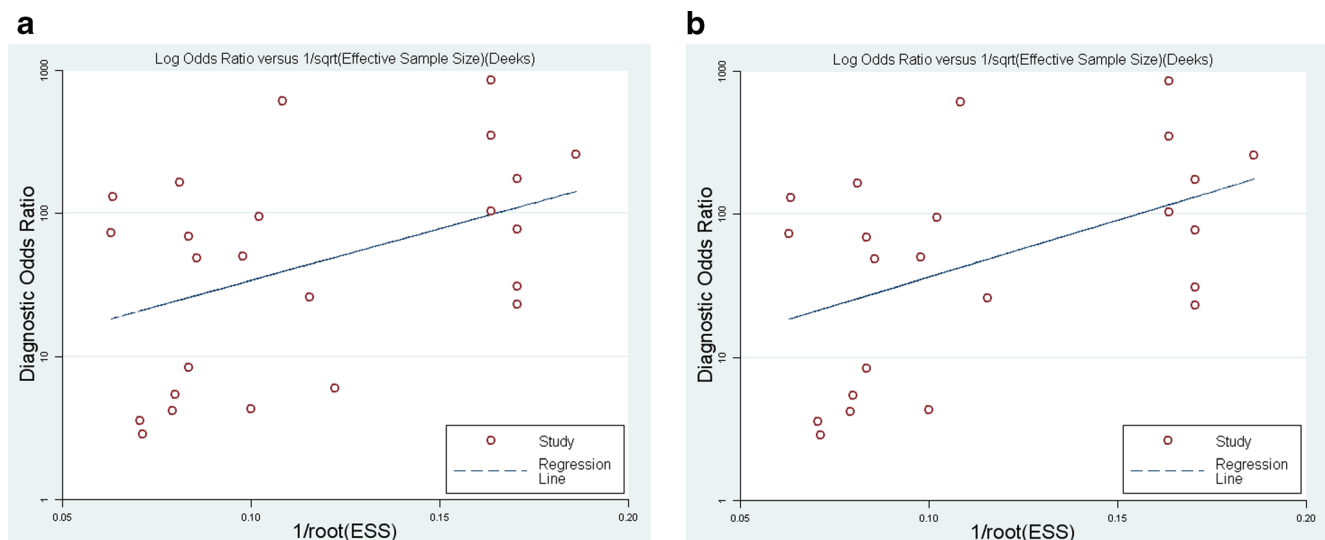 a
Log Odds Ratio versus 1/sqrt(Effective Sample Size)(Deeks)
Diagnostic Odds Ratio
1000
100
10
1
0.05
0.10
0.15
0.20
1/root(ESS)
Study
Regression
Line
b
Log Odds Ratio versus 1/sqrt(Effective Sample Size)(Deeks)
Diagnostic Odds Ratio
1000
100
10
1
0.05
0.10
0.15
0.20
1/root(ESS)
Study
Regression
Line